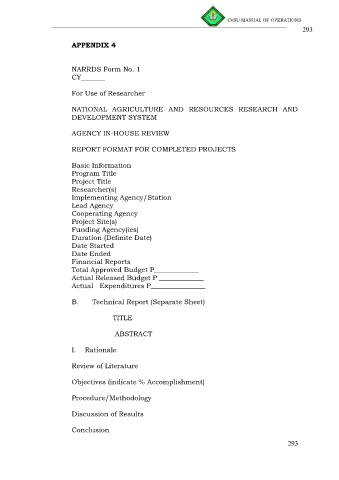 CNSU MANUAL OF OPERATIONS
293
APPENDIX 4
NARRDS Form No. 1
CY_______
For Use of Researcher
NATIONAL AGRICULTURE AND RESOURCES RESEARCH AND
DEVELOPMENT SYSTEM
AGENCY IN-HOUSE REVIEW
REPORT FORMAT FOR COMPLETED PROJECTS
Basic Information
Program Title
Project Title
Researcher(s)
Implementing Agency/Station
Lead Agency
Cooperating Agency
Project Site(s)
Funding Agency(ies)
Duration (Definite Date)
Date Started
Date Ended
Financial Reports
Total Approved Budget P_____________
Actual Released Budget P _____________
Actual Expenditures P________________
B. Technical Report (Separate Sheet)
TITLE
ABSTRACT
I. Rationale
Review of Literature
Objectives (indicate % Accomplishment)
Procedure/Methodology
Discussion of Results
Conclusion
293